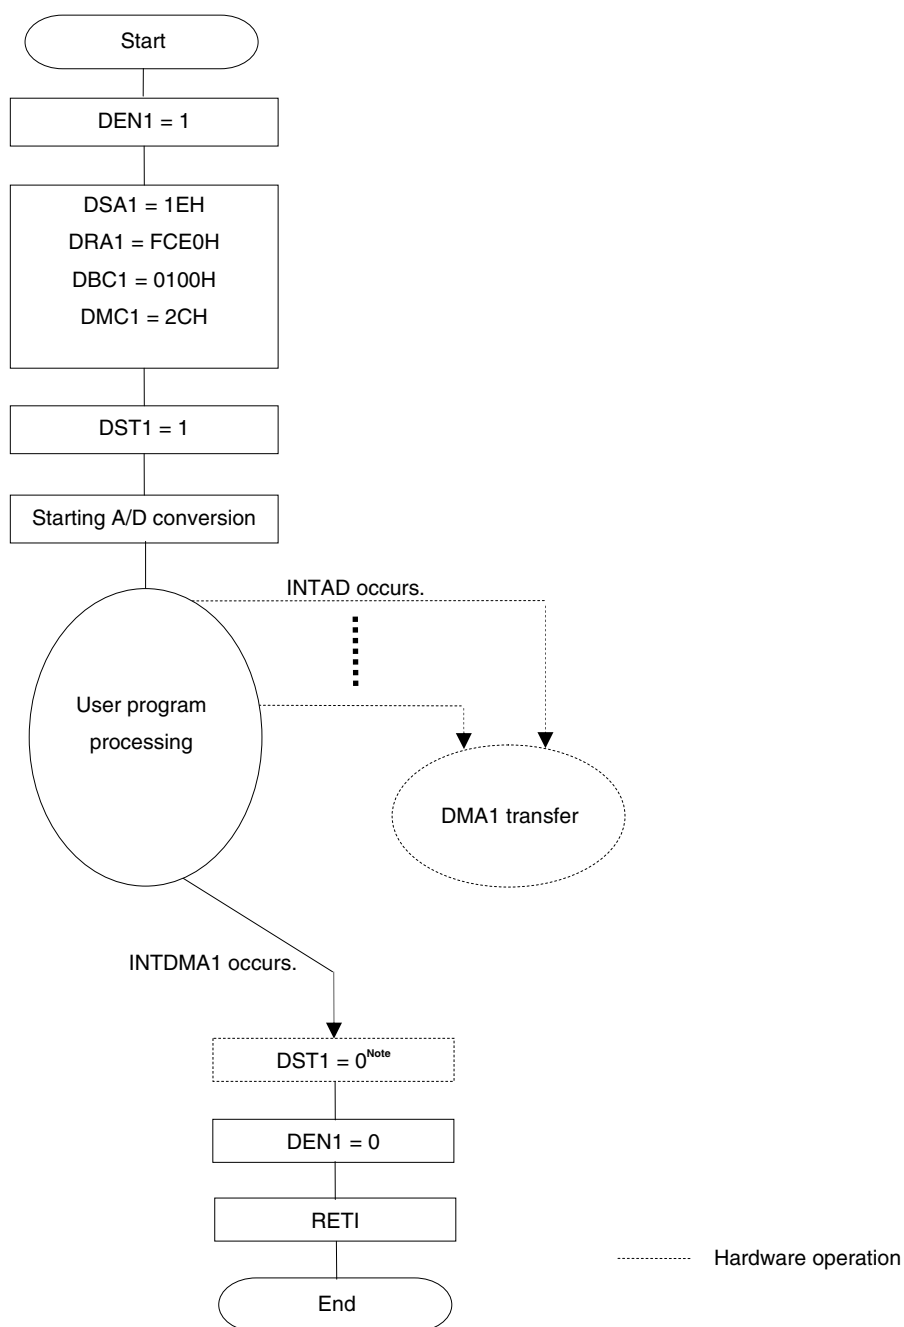 Start
DEN1 = 1
DSA1 = 1EH
DRA1 = FCE0H
DBC1 = 0100H
DMC1 = 2CH
DST1 = 1
Starting A/D conversion
INTAD occurs.
User program
processing
DMA1 transfer
INTDMA1 occurs.
DST1 = 0Note
DEN1 = 0
RETI
Hardware operation
End